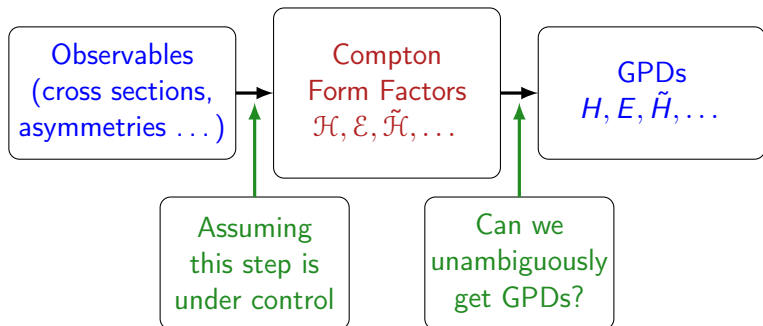 Observables
(cross sections,
asymmetries . . . )
Compton
Form Factors
ℋ, ℰ, ℋ̃, . . .
GPDs
H, E, H̃, . . .
Assuming
this step is
under control
Can we
unambiguously
get GPDs?